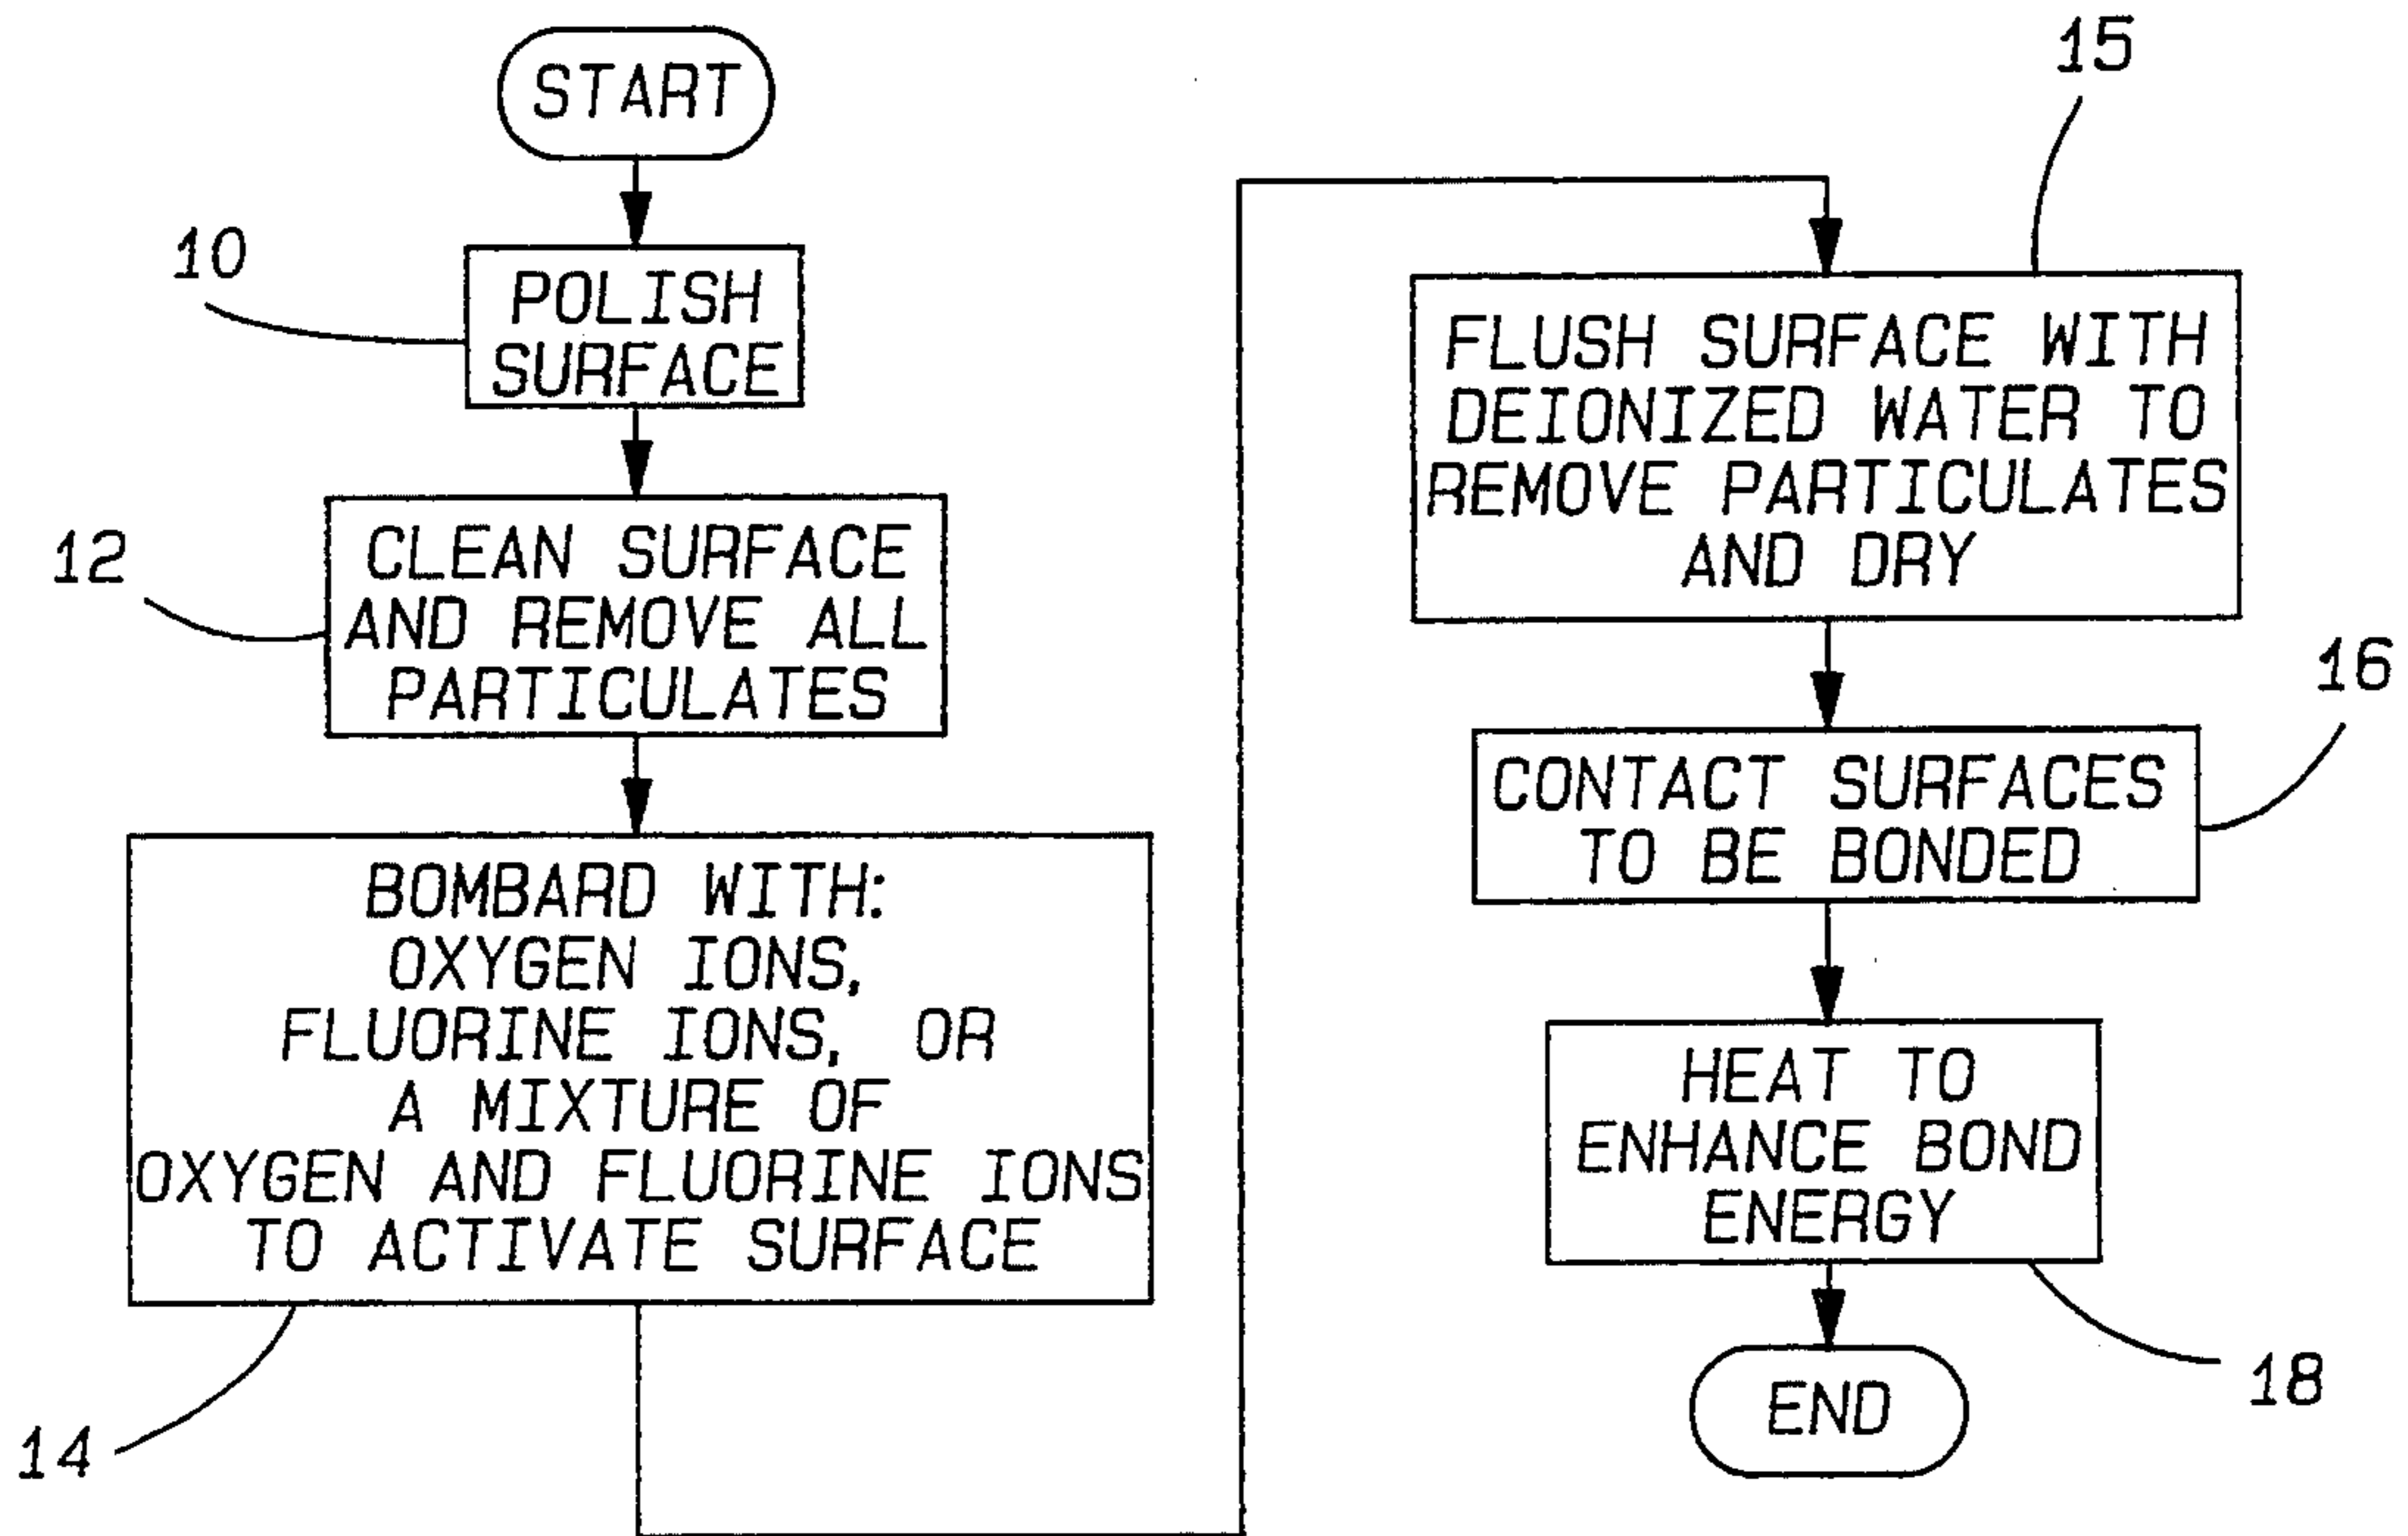 START
10
POLISH
SURFACE
12
CLEAN SURFACE
AND REMOVE ALL
PARTICULATES
BOMBARD WITH:
OXYGEN IONS,
FLUORINE IONS, OR
A MIXTURE OF
OXYGEN AND FLUORINE IONS
TO ACTIVATE SURFACE
14
15
FLUSH SURFACE WITH
DEIONIZED WATER TO
REMOVE PARTICULATES
AND DRY
16
CONTACT SURFACES
TO BE BONDED
HEAT TO
ENHANCE BOND
ENERGY
18
END